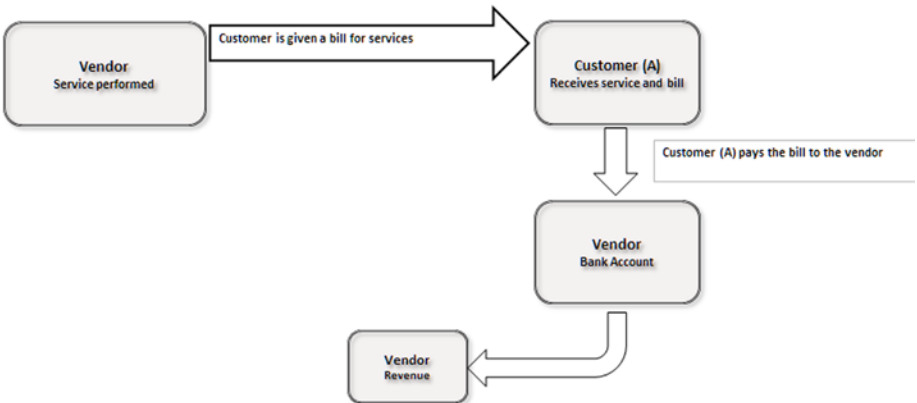 Customer is given a bill for services
Vendor
Service performed
Customer (A)
Receives service and bill
Customer (A) pays the bill to the vendor
Vendor
Bank Account
Vendor
Revenue